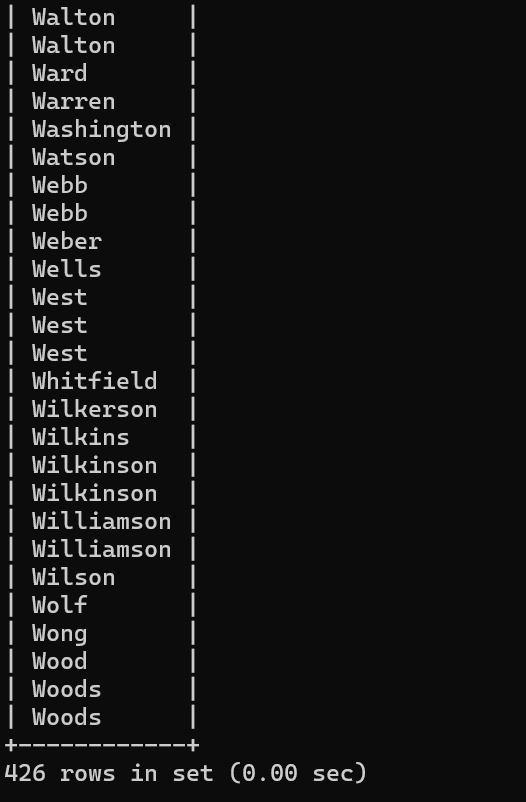 | Walton     |
| Walton     |
| Ward       |
| Warren     |
| Washington |
| Watson     |
| Webb       |
| Webb       |
| Weber      |
| Wells      |
| West       |
| West       |
| West       |
| Whitfield  |
| Wilkerson  |
| Wilkins    |
| Wilkinson  |
| Wilkinson  |
| Williamson |
| Williamson |
| Wilson     |
| Wolf       |
| Wong       |
| Wood       |
| Woods      |
| Woods      |
+------------+
426 rows in set (0.00 sec)